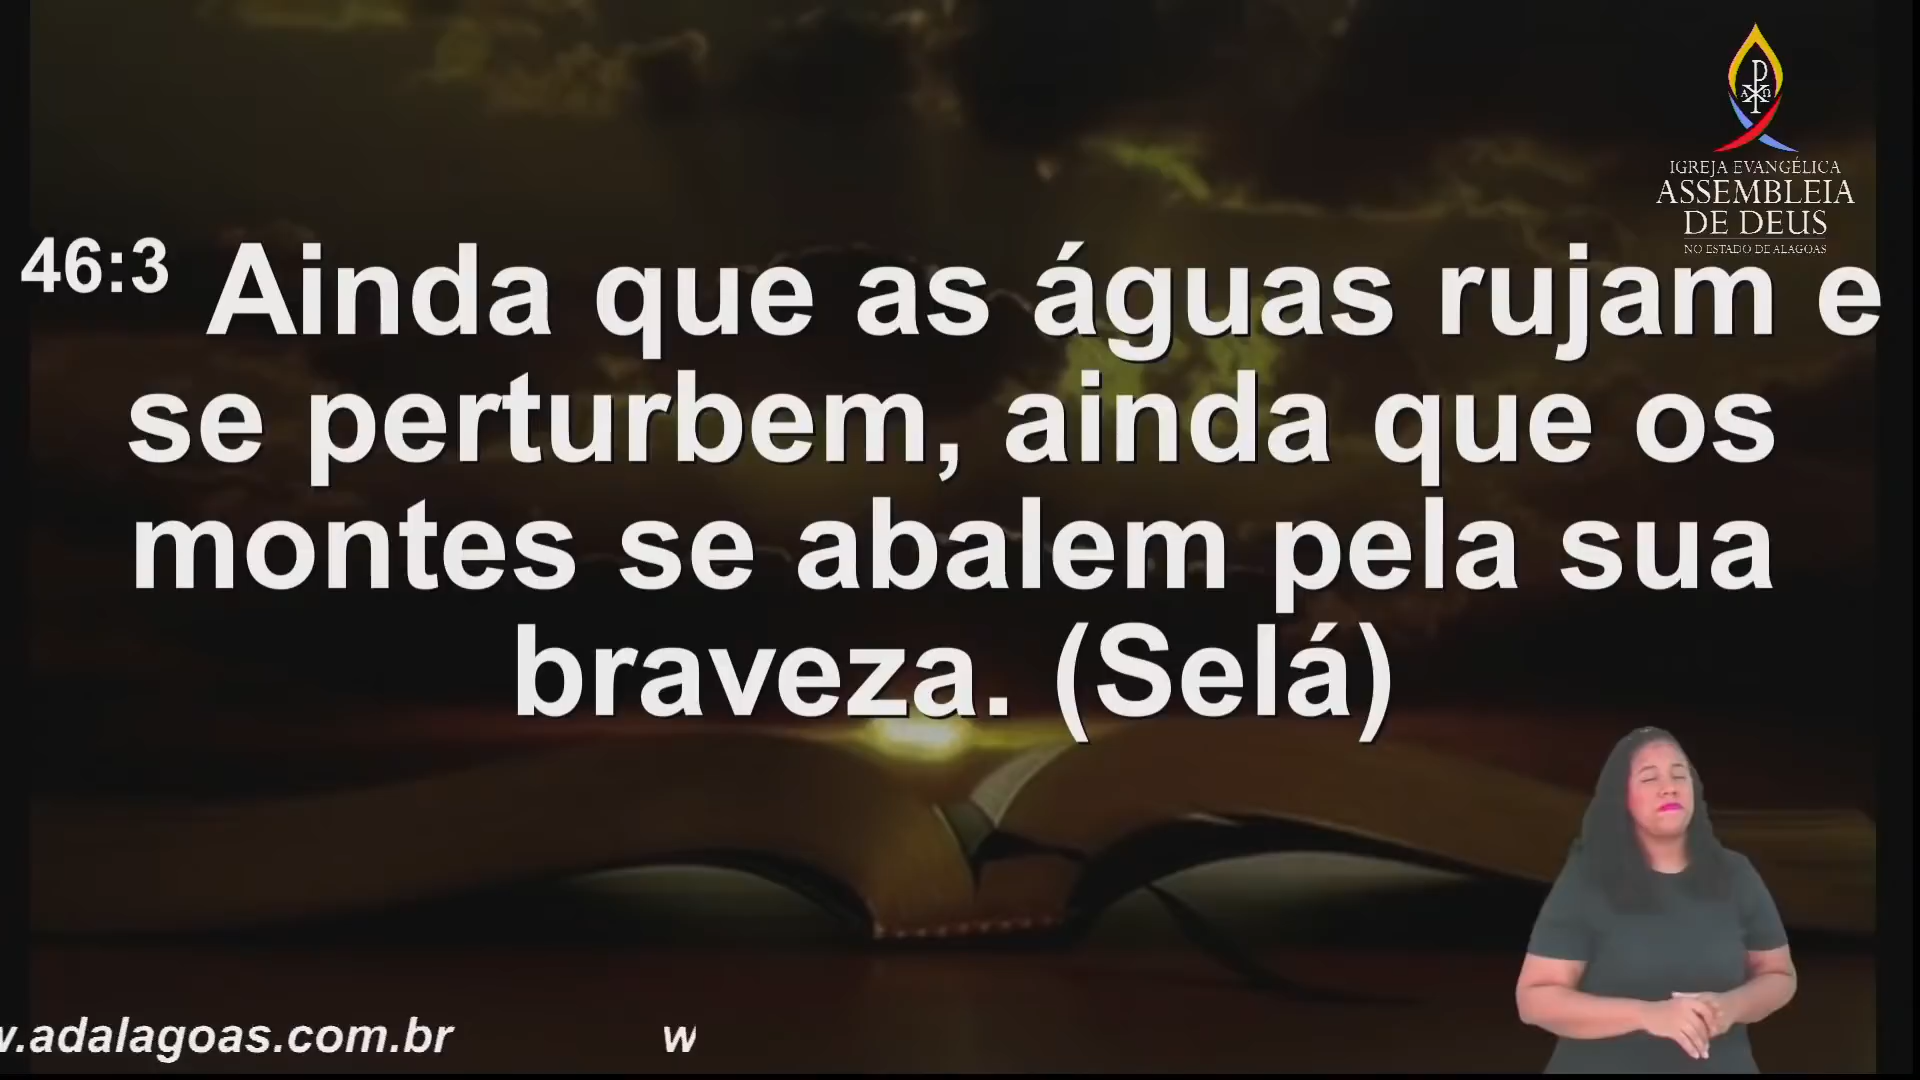 IGREJA EVANGÉLICA
ASSEMBLEIA
DE DEUS
NO ESTADO DE ALAGOAS
46:3 Ainda que as águas rujam e
se perturbem, ainda que os
montes se abalem pela sua
braveza. (Selá)
w.adalagoas.com.br w